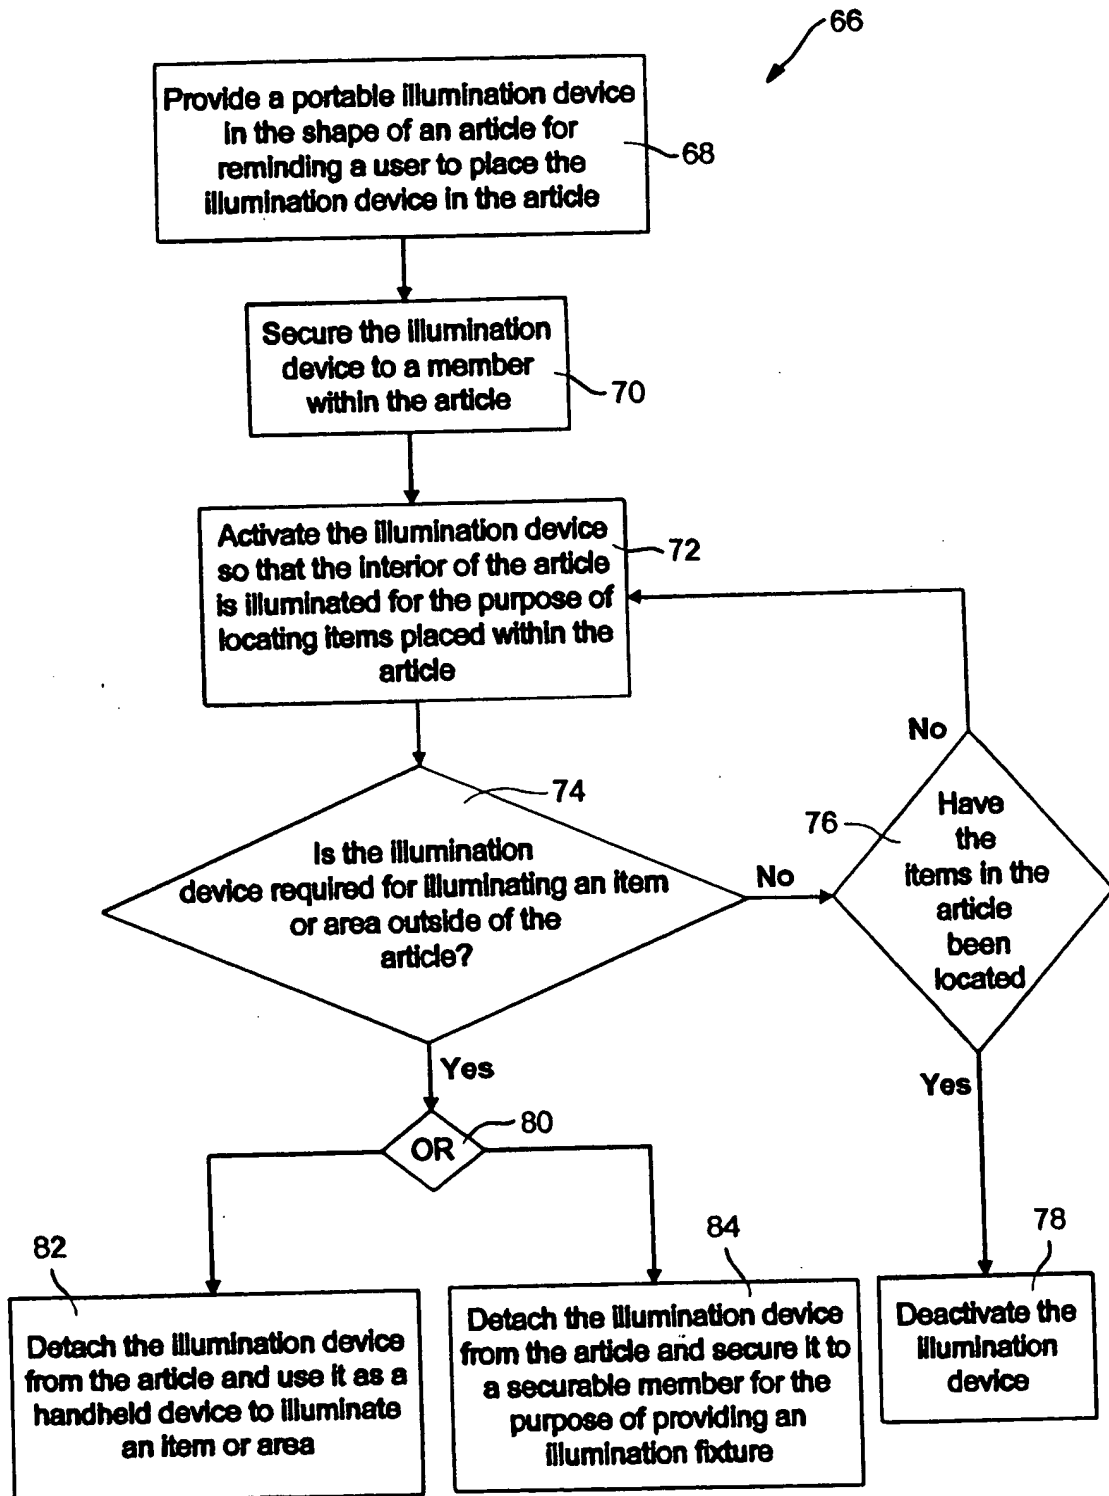 66
Provide a portable illumination device
in the shape of an article for
reminding a user to place the
illumination device in the article
68
Secure the illumination
device to a member
within the article
70
Activate the illumination device
so that the interior of the article
is illuminated for the purpose of
locating items placed within the
article
72
74
Is the illumination
device required for illuminating an item
or area outside of the
article?
No
76
Have
the
items in the
article
been
located
No
Yes
Yes
OR
80
82
Detach the illumination device
from the article and use it as a
handheld device to illuminate
an item or area
84
Detach the illumination device
from the article and secure it to
a securable member for the
purpose of providing an
illumination fixture
78
Deactivate the
illumination
device